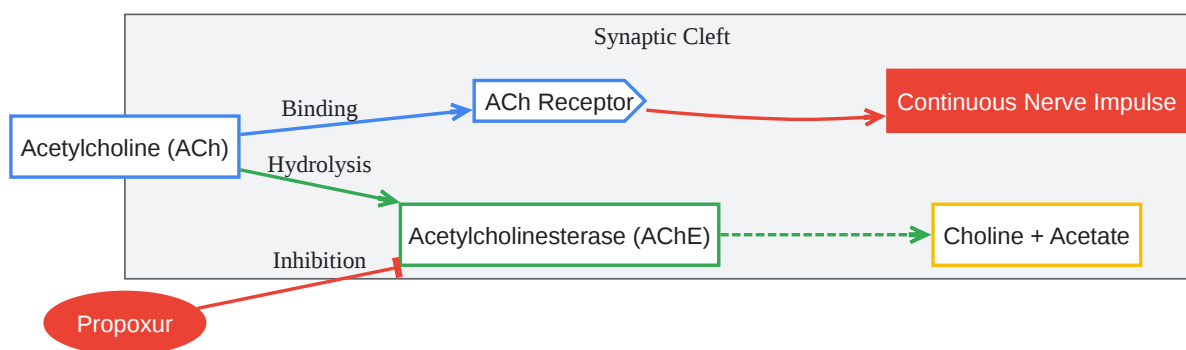 Synaptic Cleft
Binding
ACh Receptor
Continuous Nerve Impulse
Acetylcholine (ACh)
Hydrolysis
Acetylcholinesterase (AChE)
Choline + Acetate
Inhibition
Propoxur